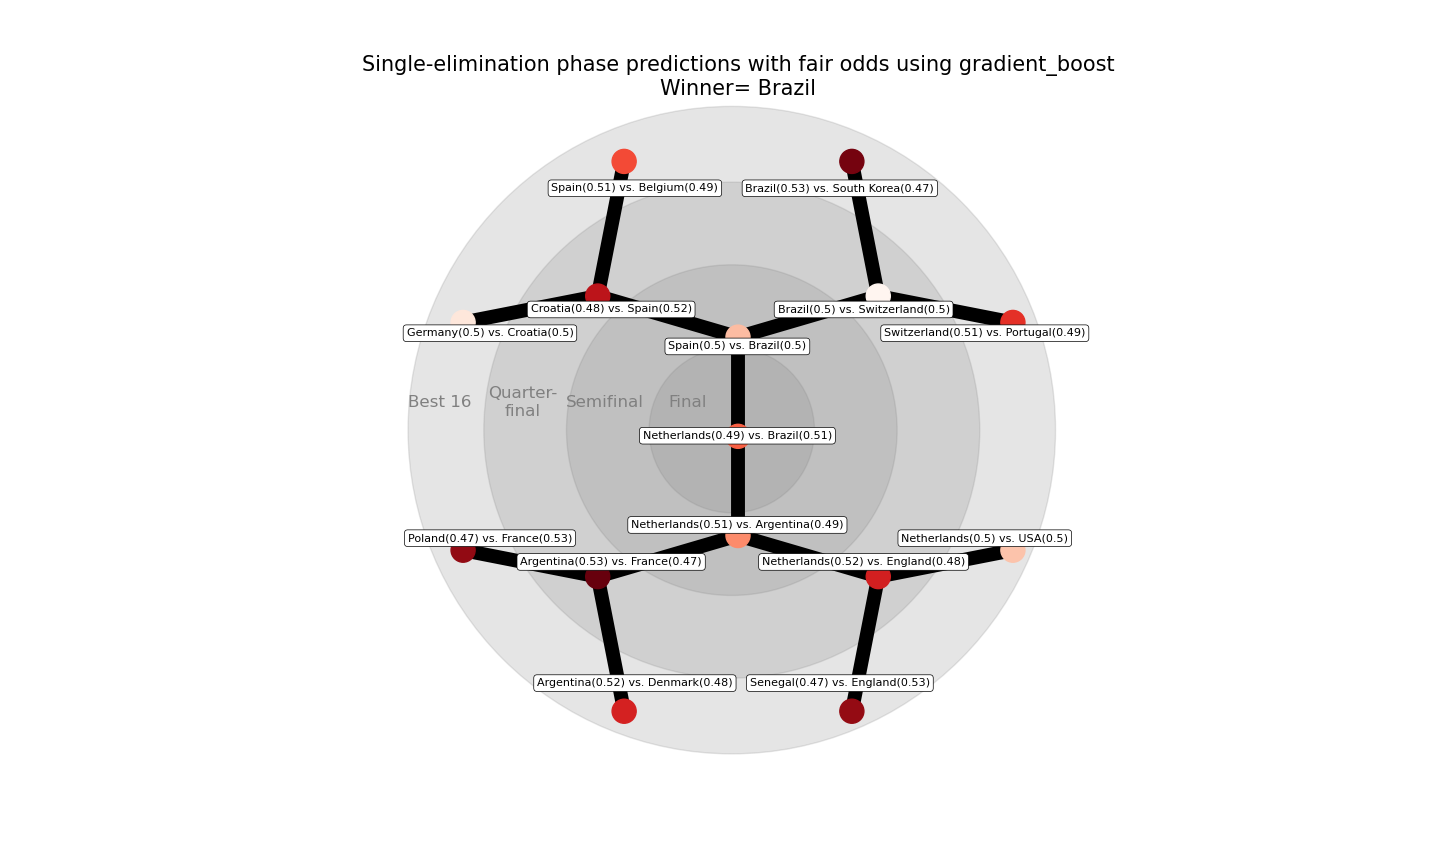 Single-elimination phase predictions with fair odds using gradient_boost
Winner= Brazil
Spain(0.51) vs. Belgium(0.49)
Brazil(0.53) vs. South Korea(0.47)
Croatia(0.48) vs. Spain(0.52)
Brazil(0.5) vs. Switzerland(0.5)
Germany(0.5) vs. Croatia(0.5)
Switzerland(0.51) vs. Portugal(0.49)
Spain(0.5) vs. Brazil(0.5)
Best 16
Quarter-
final
Semifinal
Final
Netherlands(0.49) vs. Brazil(0.51)
Netherlands(0.51) vs. Argentina(0.49)
Poland(0.47) vs. France(0.53)
Netherlands(0.5) vs. USA(0.5)
Argentina(0.53) vs. France(0.47)
Netherlands(0.52) vs. England(0.48)
Argentina(0.52) vs. Denmark(0.48)
Senegal(0.47) vs. England(0.53)